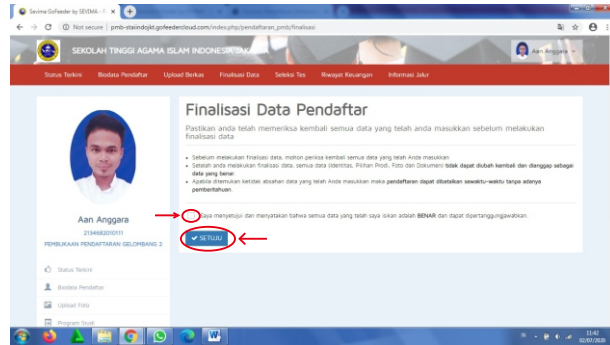 Sevima GoFeeder by SEVIMA - F
Not secure | pmb-staindojkt.gofeedercloud.com/index.php/pendaftaran_pmb/finalisasi
SEKOLAH TINGGI AGAMA ISLAM INDONESIA JAKA
Aan Anggara
Status Terkini Biodata Pendaftar Upload Berkas Finalisasi Data Seleksi Tes Riwayat Keuangan Informasi Jalur
Finalisasi Data Pendaftar
Pastikan anda telah memeriksa kembali semua data yang telah anda masukkan sebelum melakukan
finalisasi data
Sebelum melakukan finalisasi data, mohon periksa kembali semua data yang telah Anda masukkan
Setelah anda melakukan finalisasi data, semua data (Identitas, Pilihan Prodi, Foto dan Dokumen) tidak dapat diubah kembali dan dianggap sebagai
data yang benar
Apabila ditemukan ketidak absahan data yang telah Anda masukkan maka pendaftaran dapat dibatalkan sewaktu-waktu tanpa adanya
pemberitahuan.
Saya menyetujui dan menyatakan bahwa semua data yang telah saya isikan adalah BENAR dan dapat dipertanggungjawabkan.
SETUJU
Aan Anggara
2134682010111
PEMBUKAAN PENDAFTARAN GELOMBANG 2
Status Terkini
Biodata Pendaftar
Upload Foto
Program Studi
11:42
02/07/2020